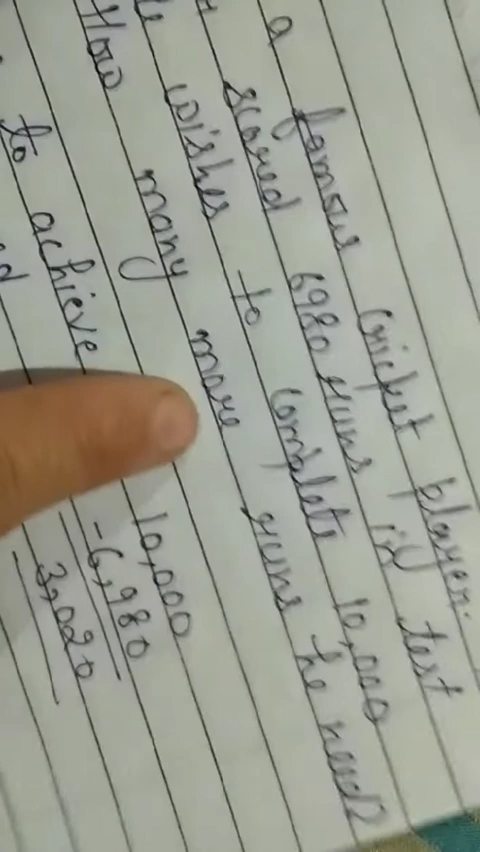 a famous cricket player.
scored 6980 runs in test
wishes to complete 10,000
How many more runs he need?
to achieve
10,000
-6,980
3,020